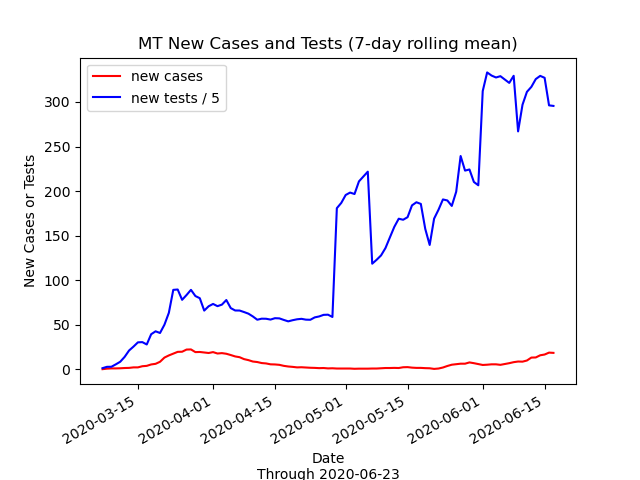 MT New Cases and Tests (7-day rolling mean)
new cases
new tests / 5
New Cases or Tests
300
250
200
150
100
50
0
2020-03-15
2020-04-01
2020-04-15
2020-05-01
2020-05-15
2020-06-01
2020-06-15
Date
Through 2020-06-23